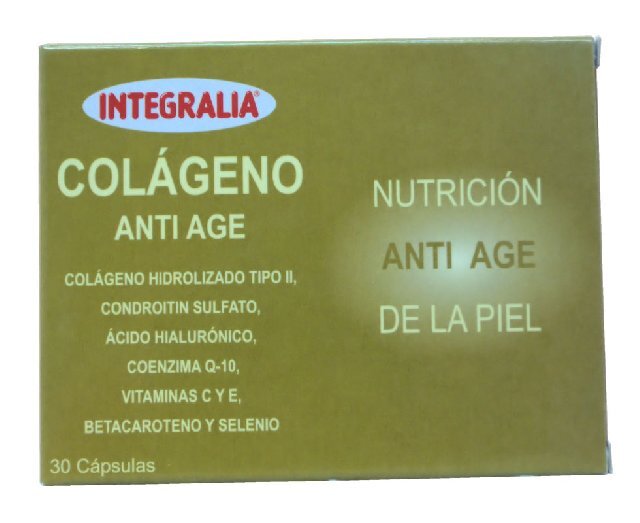 INTEGRALIA®
COLÁGENO
ANTI AGE
COLÁGENO HIDROLIZADO TIPO II,
CONDROITIN SULFATO,
ÁCIDO HIALURÓNICO,
COENZIMA Q-10,
VITAMINAS C Y E,
BETACAROTENO Y SELENIO
30 Cápsulas
NUTRICIÓN
ANTI AGE
DE LA PIEL